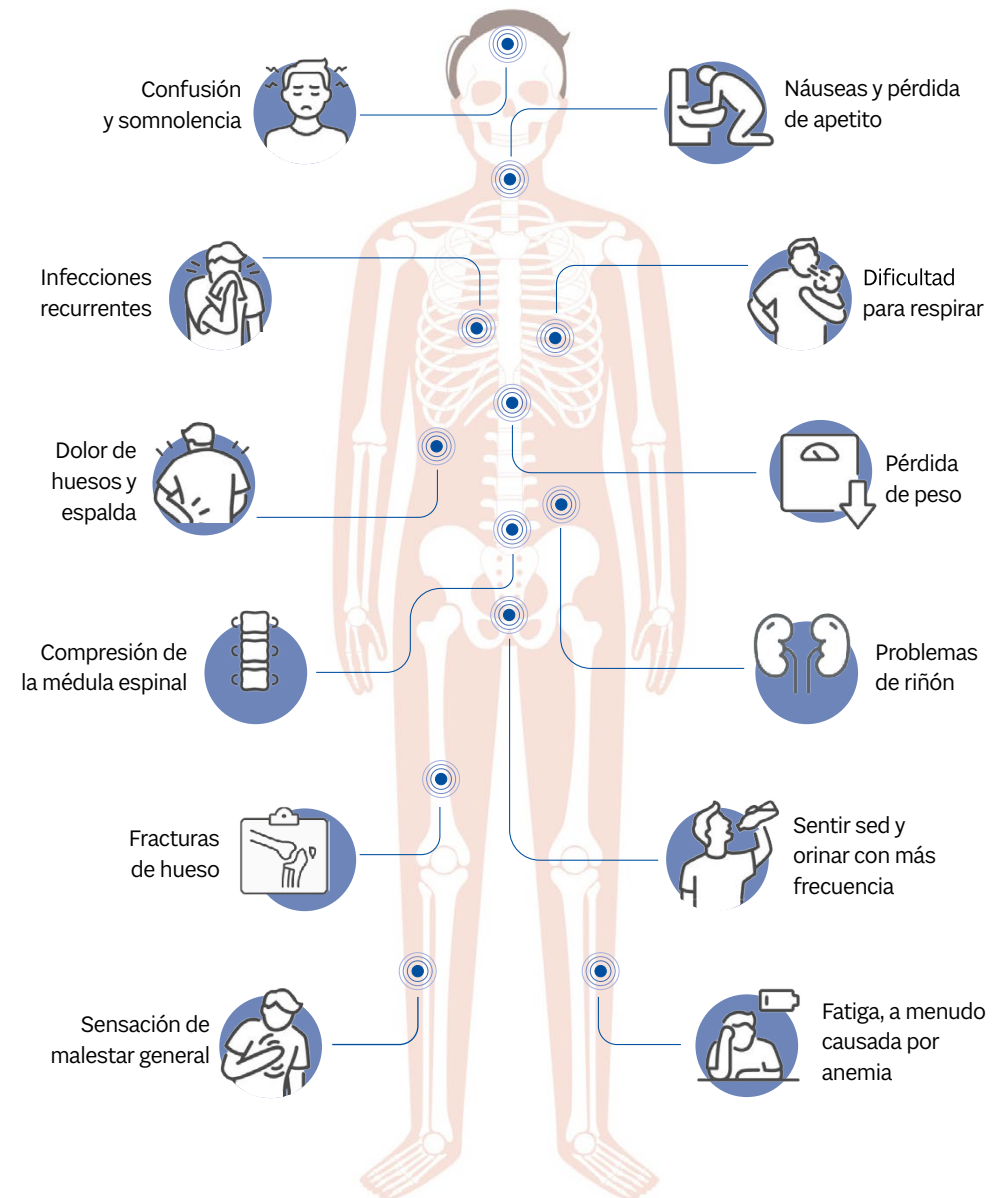 Confusión
y somnolencia
Náuseas y pérdida
de apetito
Infecciones
recurrentes
Dificultad
para respirar
Dolor de
huesos y
espalda
Pérdida
de peso
Compresión de
la médula espinal
Problemas
de riñón
Fracturas
de hueso
Sentir sed y
orinar con más
frecuencia
Sensación de
malestar general
Fatiga, a menudo
causada por
anemia